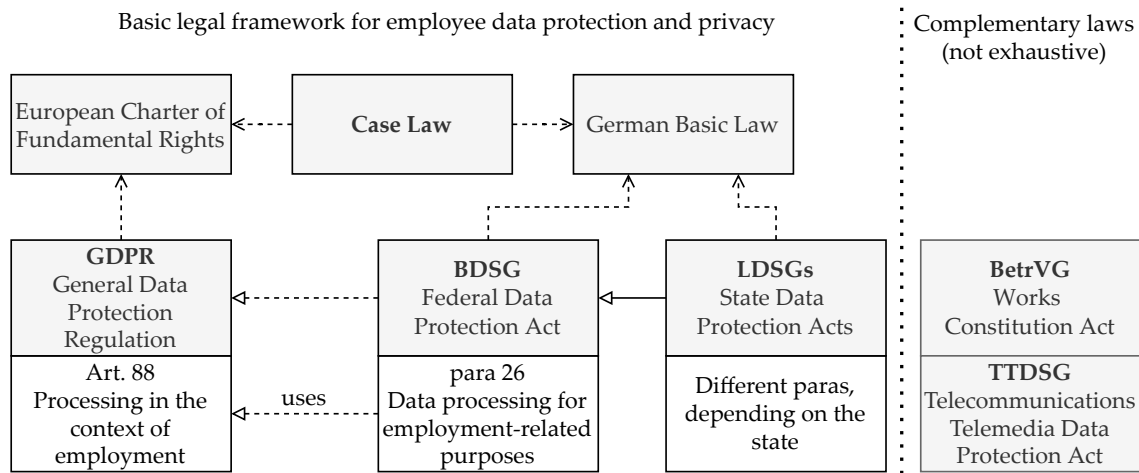 Basic legal framework for employee data protection and privacy
Complementary laws
(not exhaustive)
European Charter of
Fundamental Rights
Case Law
German Basic Law
GDPR
General Data
Protection
Regulation
BDSG
Federal Data
Protection Act
LDSGs
State Data
Protection Acts
BetrVG
Works
Constitution Act
Art. 88
Processing in the
context of
employment
uses
para 26
Data processing for
employment-related
purposes
Different paras,
depending on the
state
TTDSG
Telecommunications
Telemedia Data
Protection Act